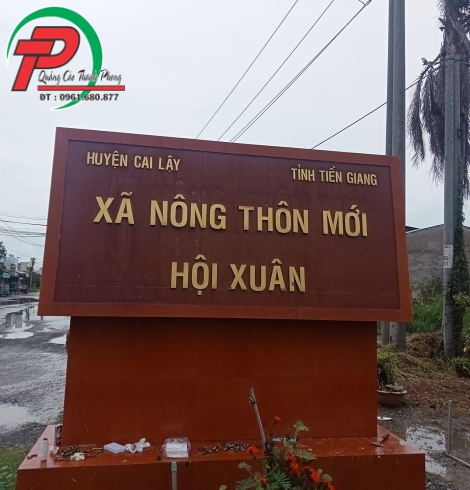 Quảng Cáo Thanh Phong
ĐT : 0961.680.877
HUYỆN CAI LẬY
TỈNH TIỀN GIANG
XÃ NÔNG THÔN MỚI
HỘI XUÂN